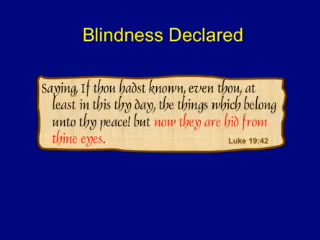 Blindness Declared
Saying, If thou hadst known, even thou, at
least in this thy day, the things which belong
unto thy peace! but now they are hid from
thine eyes.
Luke 19:42